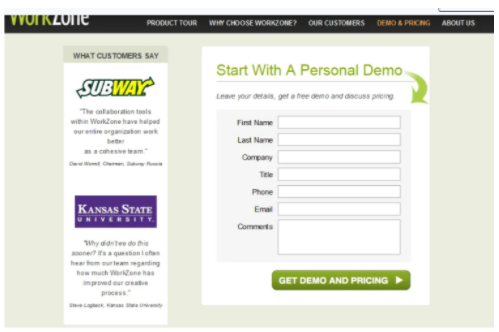 WorkZone
PRODUCT TOUR WHY CHOOSE WORKZONE? OUR CUSTOMERS DEMO & PRICING ABOUT US
WHAT CUSTOMERS SAY
SUBWAY
"The collaboration tools
within WorkZone have helped
our entire organization work
better
as a cohesive team."
David Worrell, Chairman, Subway Russia
KANSAS STATE
UNIVERSITY.
"Why didn't we do this
sooner? It's a question I often
hear from our team regarding
how much WorkZone has
improved our creative
process."
Steve Logback, Kansas State University
Start With A Personal Demo
Leave your details, get a free demo and discuss pricing.
First Name
Last Name
Company
Title
Phone
Email
Comments
GET DEMO AND PRICING